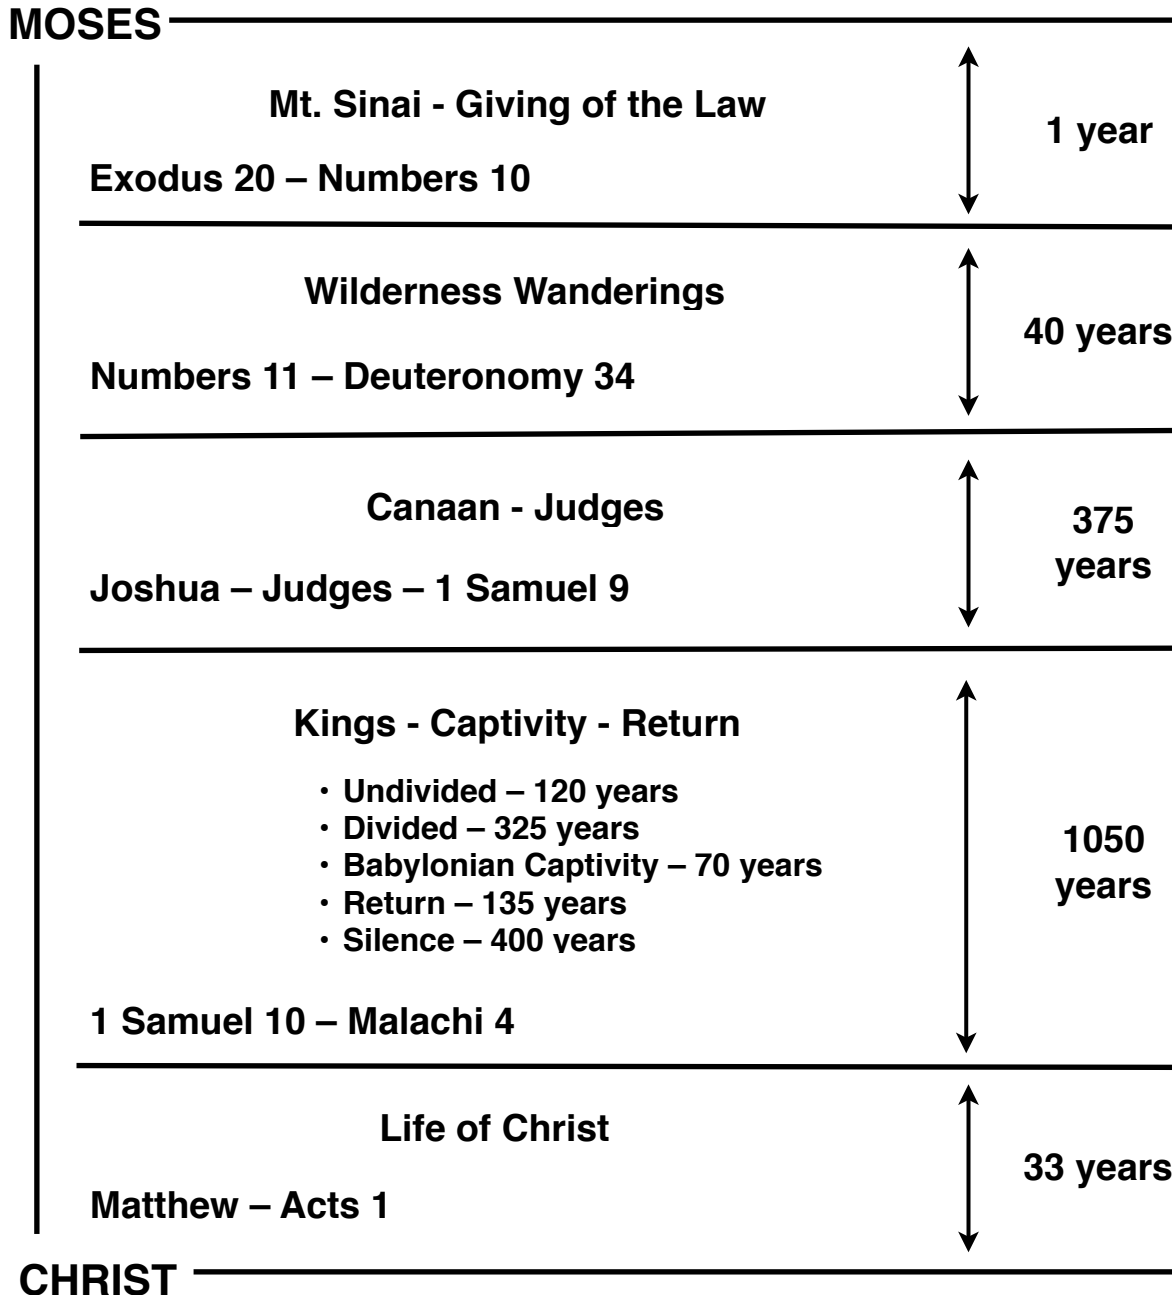 MOSES
Mt. Sinai - Giving of the Law
1 year
Exodus 20 – Numbers 10
Wilderness Wanderings
40 years
Numbers 11 – Deuteronomy 34
Canaan - Judges
375
years
Joshua – Judges – 1 Samuel 9
Kings - Captivity - Return
• Undivided – 120 years
• Divided – 325 years
• Babylonian Captivity – 70 years
• Return – 135 years
• Silence – 400 years
1050
years
1 Samuel 10 – Malachi 4
Life of Christ
33 years
Matthew – Acts 1
CHRIST